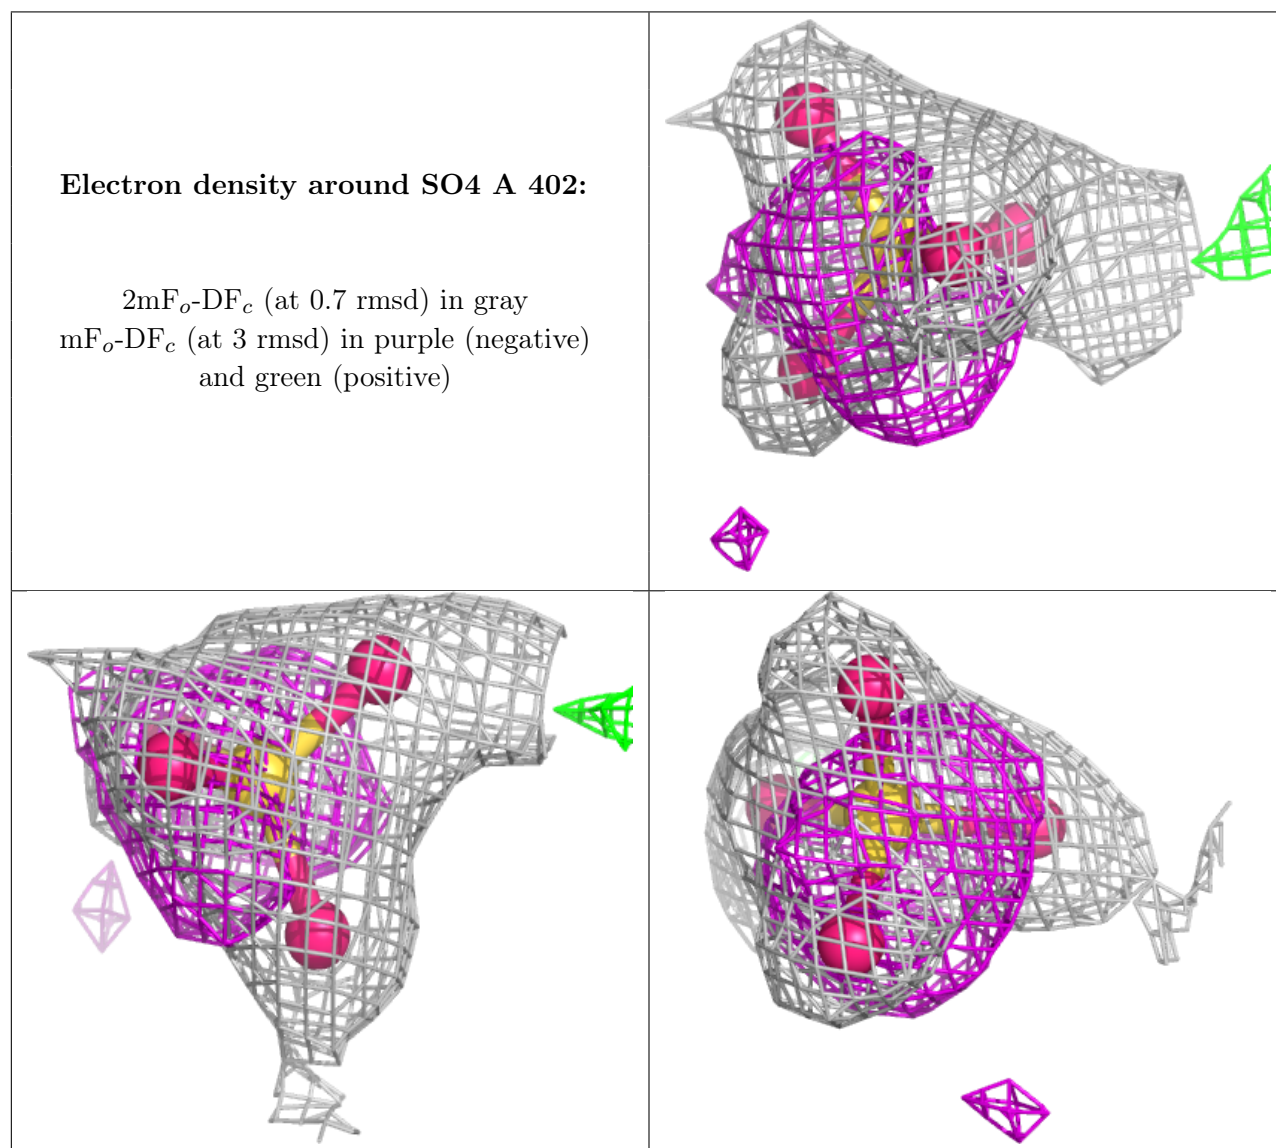 Electron density around SO4 A 402:
2mFo-DFc (at 0.7 rmsd) in gray
mFo-DFc (at 3 rmsd) in purple (negative)
and green (positive)